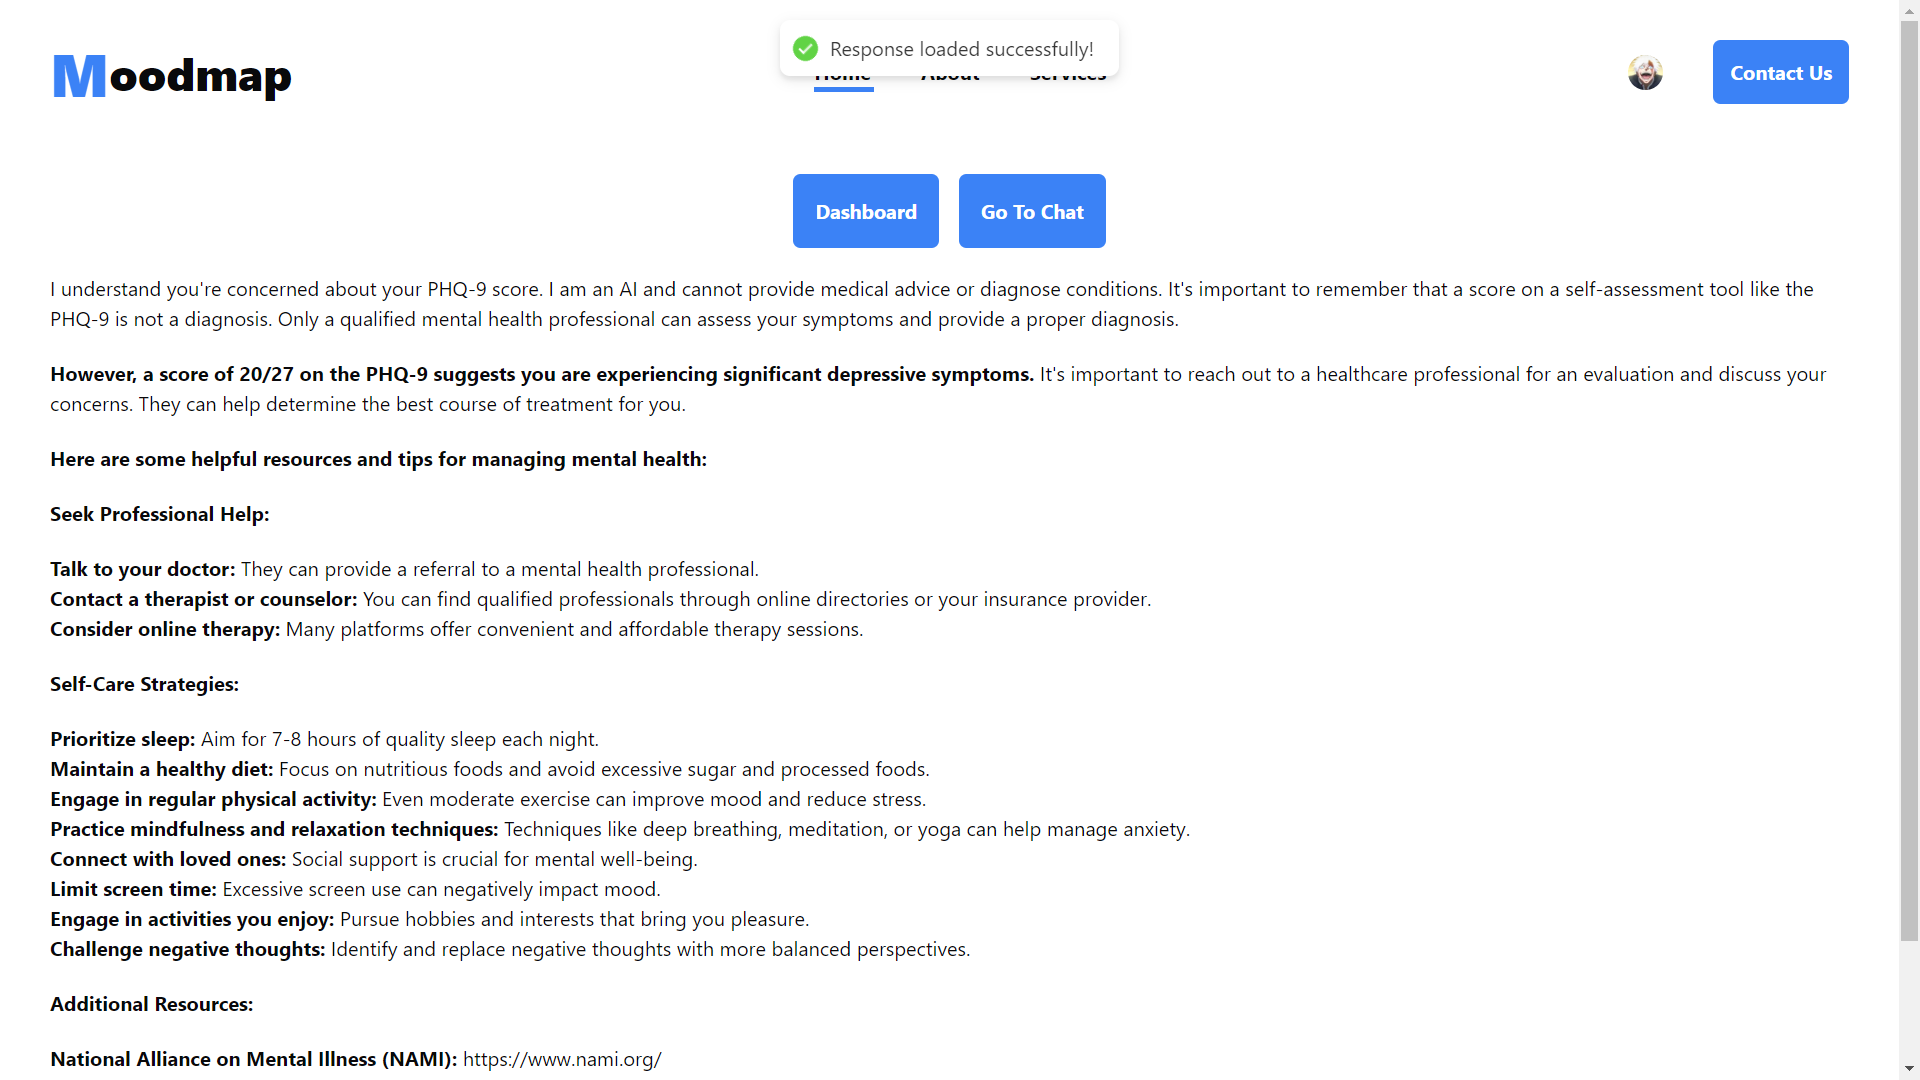 Response loaded successfully!
Moodmap
Home About Services
Contact Us
Dashboard
Go To Chat
I understand you're concerned about your PHQ-9 score. I am an AI and cannot provide medical advice or diagnose conditions. It's important to remember that a score on a self-assessment tool like the
PHQ-9 is not a diagnosis. Only a qualified mental health professional can assess your symptoms and provide a proper diagnosis.
However, a score of 20/27 on the PHQ-9 suggests you are experiencing significant depressive symptoms. It's important to reach out to a healthcare professional for an evaluation and discuss your
concerns. They can help determine the best course of treatment for you.
Here are some helpful resources and tips for managing mental health:
Seek Professional Help:
Talk to your doctor: They can provide a referral to a mental health professional.
Contact a therapist or counselor: You can find qualified professionals through online directories or your insurance provider.
Consider online therapy: Many platforms offer convenient and affordable therapy sessions.
Self-Care Strategies:
Prioritize sleep: Aim for 7-8 hours of quality sleep each night.
Maintain a healthy diet: Focus on nutritious foods and avoid excessive sugar and processed foods.
Engage in regular physical activity: Even moderate exercise can improve mood and reduce stress.
Practice mindfulness and relaxation techniques: Techniques like deep breathing, meditation, or yoga can help manage anxiety.
Connect with loved ones: Social support is crucial for mental well-being.
Limit screen time: Excessive screen use can negatively impact mood.
Engage in activities you enjoy: Pursue hobbies and interests that bring you pleasure.
Challenge negative thoughts: Identify and replace negative thoughts with more balanced perspectives.
Additional Resources:
National Alliance on Mental Illness (NAMI): https://www.nami.org/